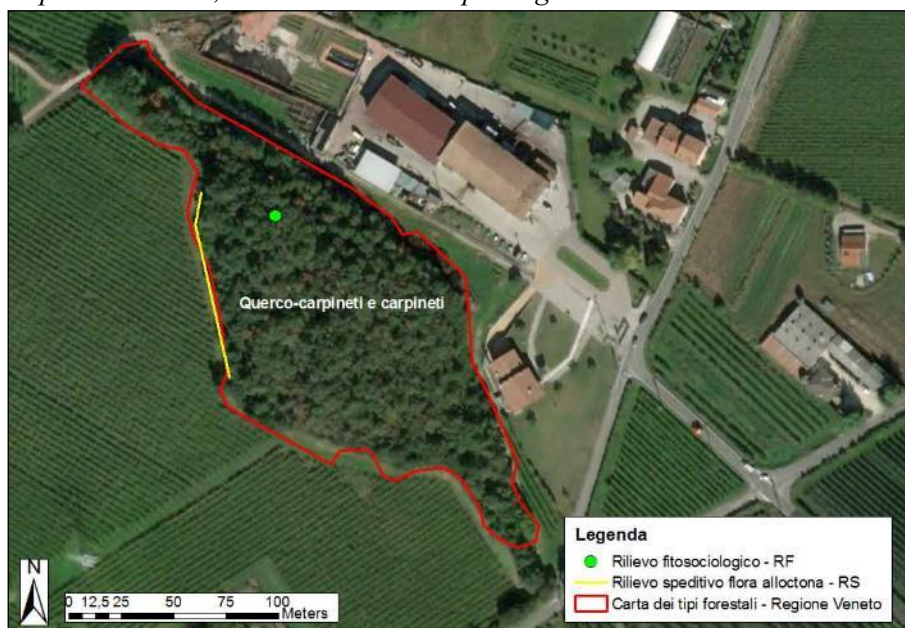 Querco-carpineti e carpineti
N
0 12,5 25 50 75 100
Meters
Legenda
Rilievo fitosociologico - RF
Rilievo speditivo flora alloctona - RS
Carta dei tipi forestali - Regione Veneto